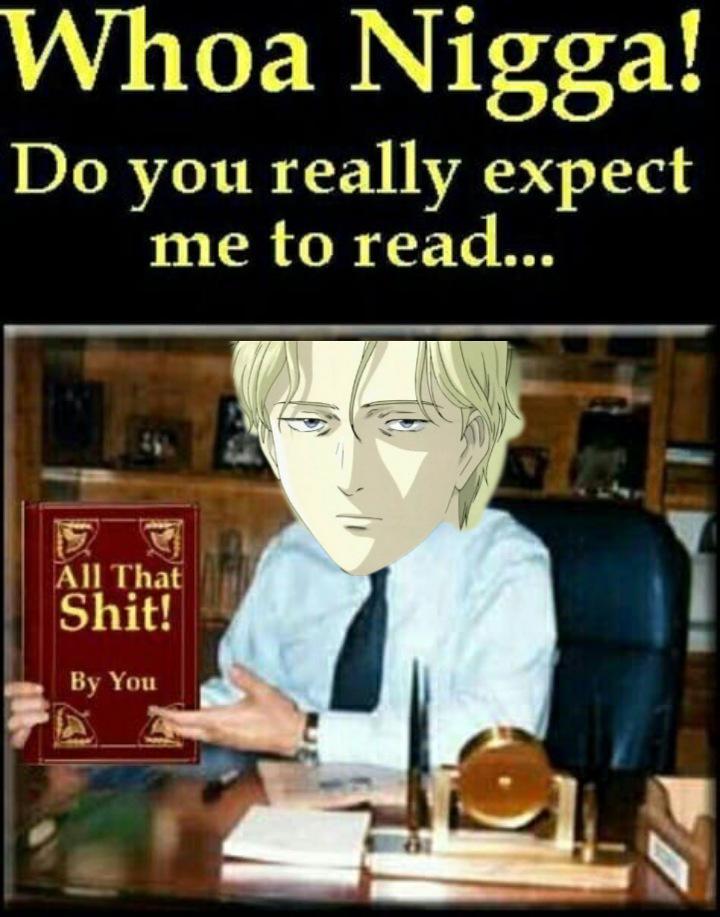 Whoa Nigga!
Do you really expect
me to read...
All That
Shit!
By You